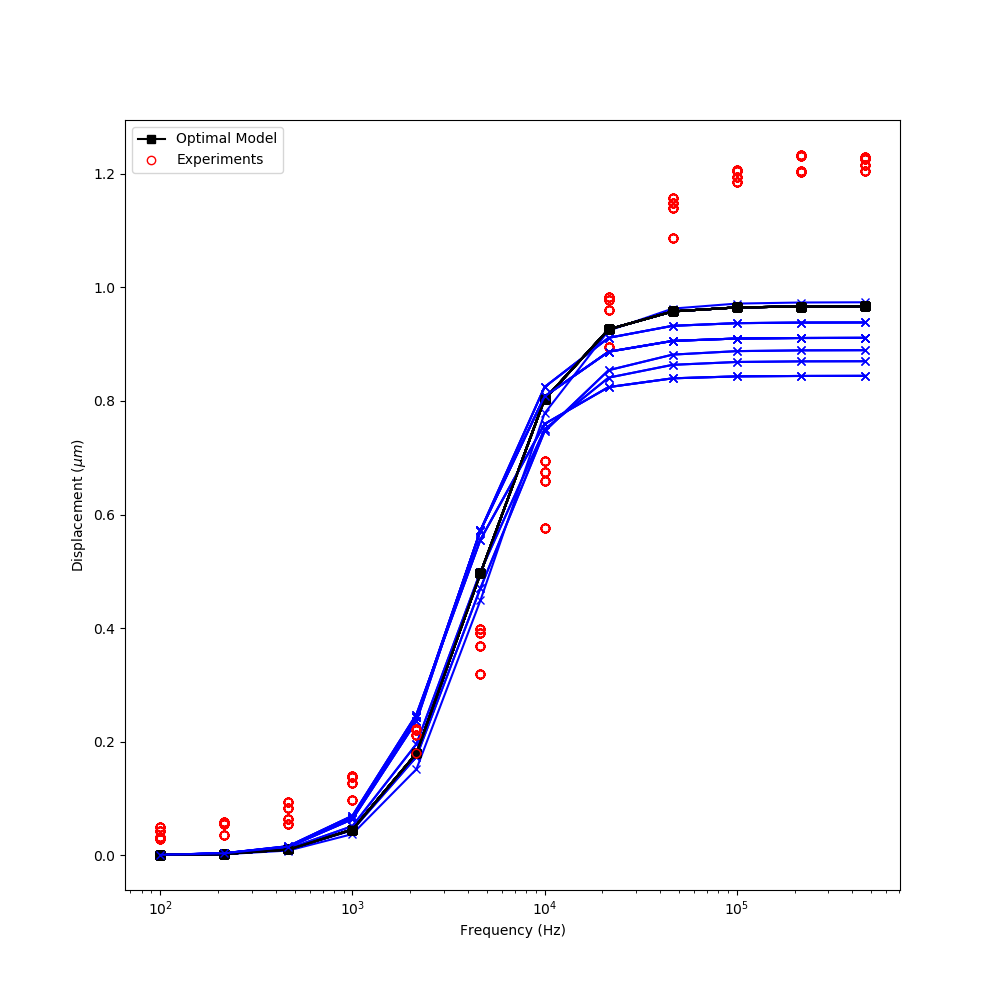 Optimal Model
Experiments
1.2
1.0
0.8
0.6
0.4
0.2
0.0
Displacement (μm)
10²
10³
10⁴
10⁵
Frequency (Hz)